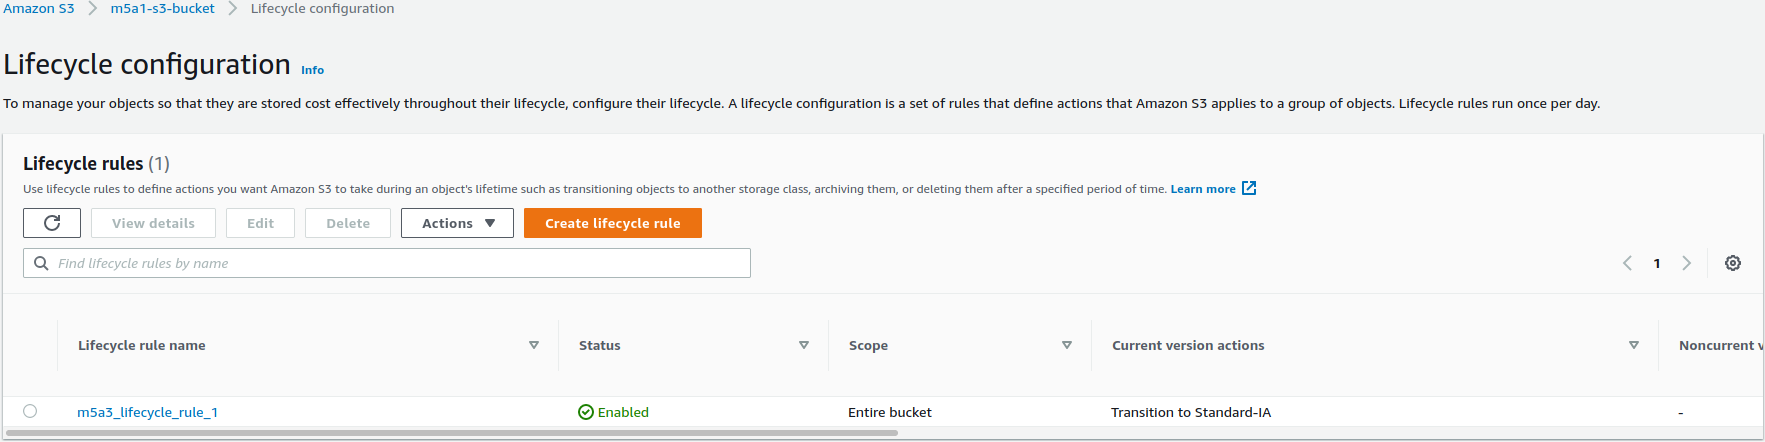 Amazon S3 > m5a1-s3-bucket > Lifecycle configuration
Lifecycle configuration Info
To manage your objects so that they are stored cost effectively throughout their lifecycle, configure their lifecycle. A lifecycle configuration is a set of rules that define actions that Amazon S3 applies to a group of objects. Lifecycle rules run once per day.
Lifecycle rules (1)
Use lifecycle rules to define actions you want Amazon S3 to take during an object's lifetime such as transitioning objects to another storage class, archiving them, or deleting them after a specified period of time. Learn more
View details Edit Delete Actions Create lifecycle rule
Find lifecycle rules by name < 1 >
Lifecycle rule name Status Scope Current version actions Noncurrent v
m5a3_lifecycle_rule_1 Enabled Entire bucket Transition to Standard-IA -